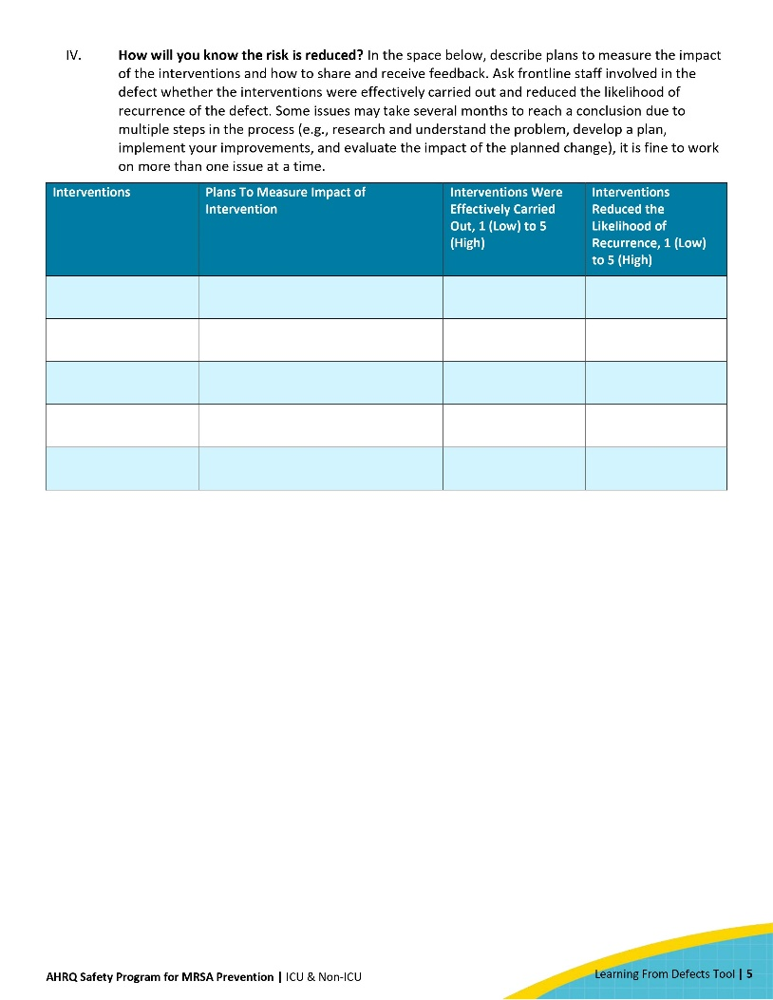 IV. How will you know the risk is reduced? In the space below, describe plans to measure the impact
of the interventions and how to share and receive feedback. Ask frontline staff involved in the
defect whether the interventions were effectively carried out and reduced the likelihood of
recurrence of the defect. Some issues may take several months to reach a conclusion due to
multiple steps in the process (e.g., research and understand the problem, develop a plan,
implement your improvements, and evaluate the impact of the planned change), it is fine to work
on more than one issue at a time.
Interventions
Plans To Measure Impact of
Intervention
Interventions Were
Effectively Carried
Out, 1 (Low) to 5
(High)
Interventions
Reduced the
Likelihood of
Recurrence, 1 (Low)
to 5 (High)
AHRQ Safety Program for MRSA Prevention | ICU & Non-ICU
Learning From Defects Tool | 5